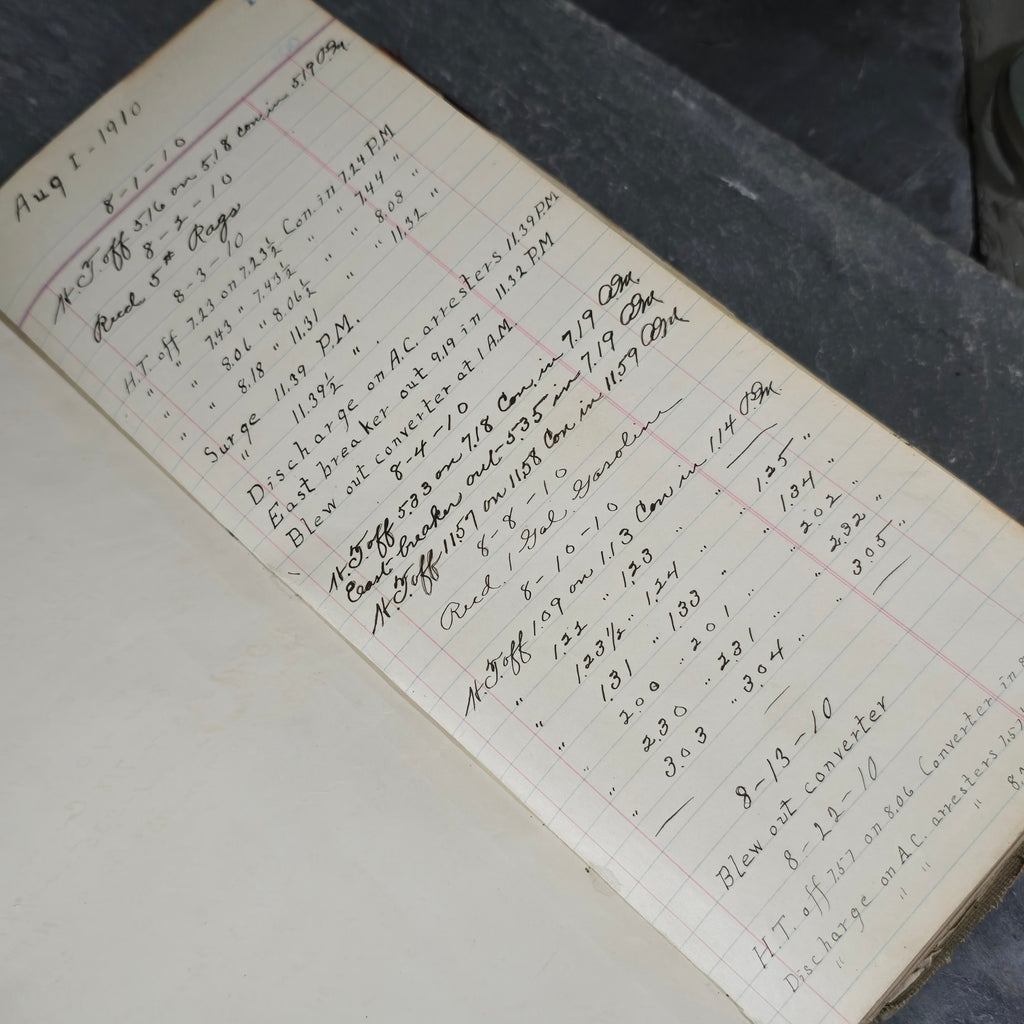 Aug 1 - 1910
8-1-10
H.T. off 5.16 on 5.18 Con. in 5.19 P.M
8-2-10
Recd. 5# Rags
8-3-10
H.T. off 7.23 on 7.23½ Con. in 7.24 P.M
" " 7.43 " 7.43½ " " 7.44 "
" " 8.06 " 8.06½ " " 8.08 "
" " 8.18 " 11.31 " " 11.32 "
Surge 11.39 P.M.
" 11.39½ "
Discharge on A.C. arresters 11.39 P.M
East breaker out 9.19 in 11.32 P.M
Blew out converter at 1 A.M.
8-4-10
H.T. off 5.33 on 7.18 Con. in 7.19 P.M
East breaker out 5.35 in 7.19 P.M
H.T. off 11.57 on 11.58 Con in 11.59 P.M
8-8-10
Recd. 1 Gal. Gasolin
8-10-10
H.T. off 1.09 on 1.13 Con in 1.14 P.M.
" 1.22 " 1.23 " " 1.25 "
" 1.23½ " 1.24
" 1.31 " 1.33 " " 1.34 "
" 2.00 " 2.01 " " 2.02 "
" 2.30 " 2.31 " " 2.32 "
" 3.03 " 3.04 " " 3.05 "
8-13-10
Blew out converter
8-22-10
H.T. off 7.57 on 8.06 Converter in
Discharge on A.C. arresters 7.57
" " " "